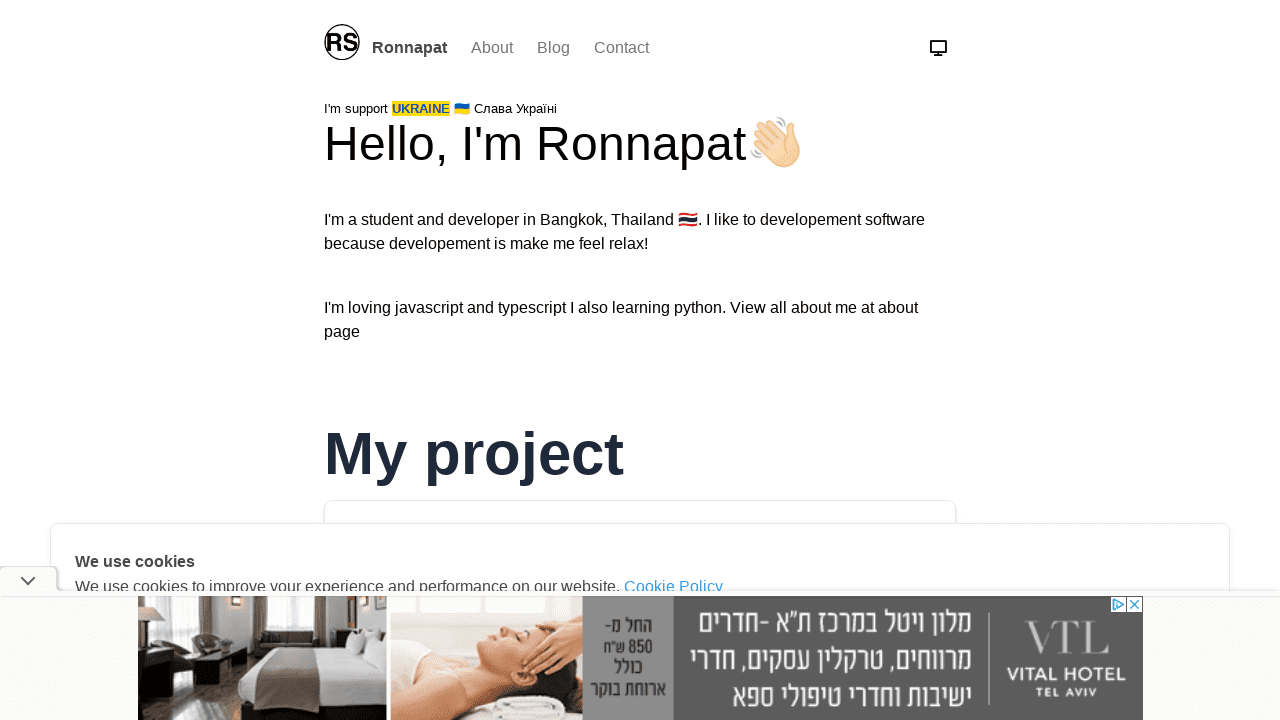 RS Ronnapat About Blog Contact
I'm support UKRAINE 🇺🇦 Слава Україні
Hello, I'm Ronnapat👋🏻
I'm a student and developer in Bangkok, Thailand 🇹🇭. I like to developement software
because developement is make me feel relax!
I'm loving javascript and typescript I also learning python. View all about me at about
page
My project
We use cookies
We use cookies to improve your experience and performance on our website. Cookie Policy
החל מ-
850 ש"ח
כולל
ארוחת בוקר
מלון ויטל במרכז ת"א -חדרים
מרווחים, טרקלין עסקים, חדרי
ישיבות וחדרי טיפולי ספא
VTL
VITAL HOTEL
TEL AVIV